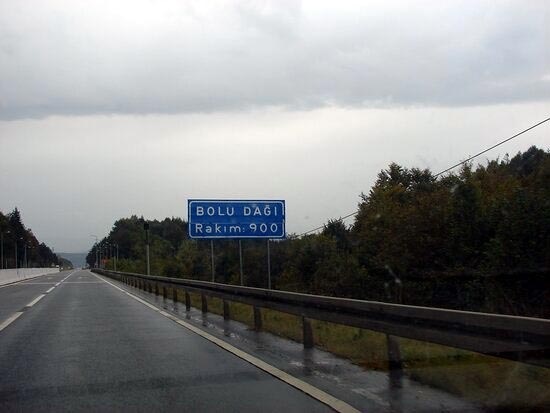 BOLU DAĞI
Rakım: 900